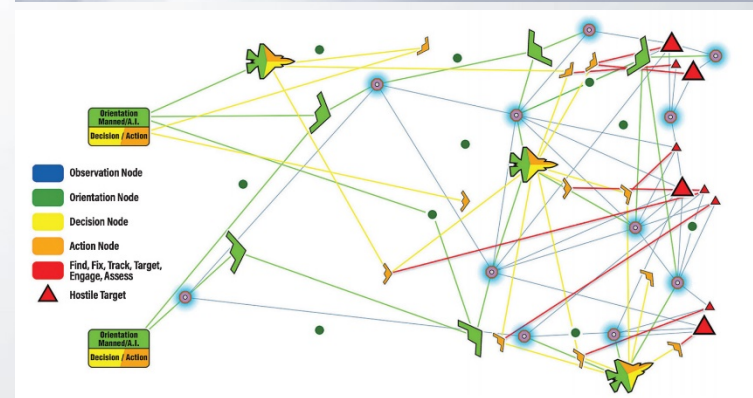 Orientation
Manned/A.I.
Decision / Action
Observation Node
Orientation Node
Decision Node
Action Node
Find, Fix, Track, Target,
Engage, Assess
Hostile Target
Orientation
Manned/A.I.
Decision / Action